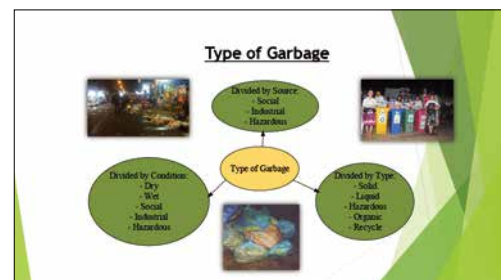 Type of Garbage
Divided by Source:
- Social
- Industrial
- Hazardous
Type of Garbage
Divided by Condition:
- Dry
- Wet
- Social
- Industrial
- Hazardous
Divided by Type:
- Solid.
- Liquid
- Hazardous
- Organic
- Recycle